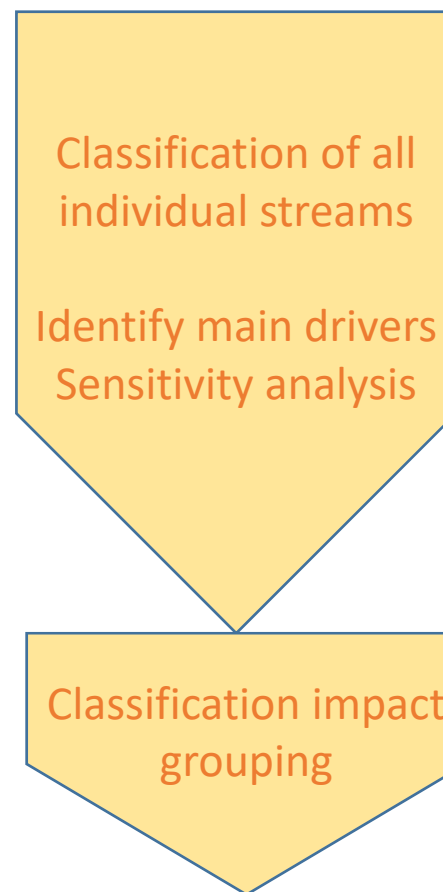 Classification of all
individual streams
Identify main drivers
Sensitivity analysis
Classification impact
grouping